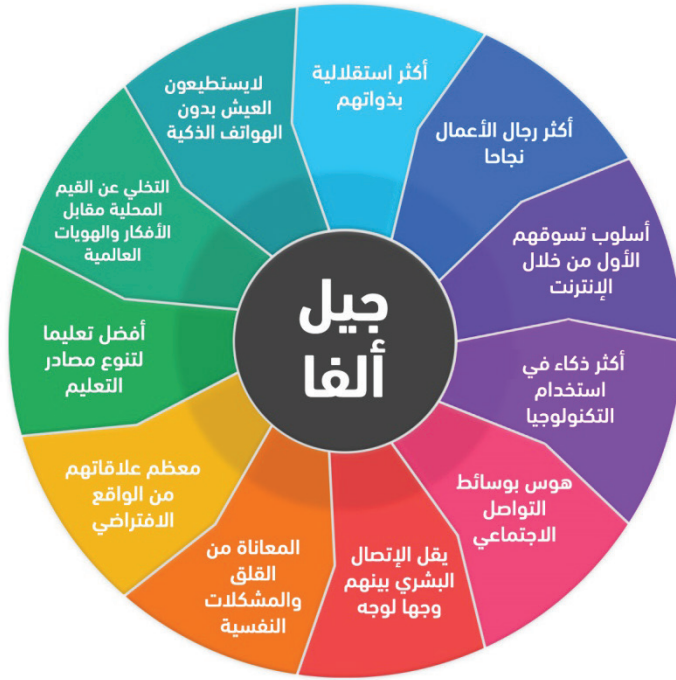 جيل
ألفا
أكثر استقلالية
بذواتهم
أكثر رجال الأعمال
نجاحا
أسلوب تسوقهم
الأول من خلال
الإنترنت
أكثر ذكاء في
استخدام
التكنولوجيا
هوس بوسائط
التواصل
الاجتماعي
يقل الإتصال
البشري بينهم
وجها لوجه
المعاناة من
القلق
والمشكلات
النفسية
معظم علاقاتهم
من الواقع
الافتراضي
أفضل تعليما
لتنوع مصادر
التعليم
التخلي عن القيم
المحلية مقابل
الأفكار والهويات
العالمية
لايستطيعون
العيش بدون
الهواتف الذكية